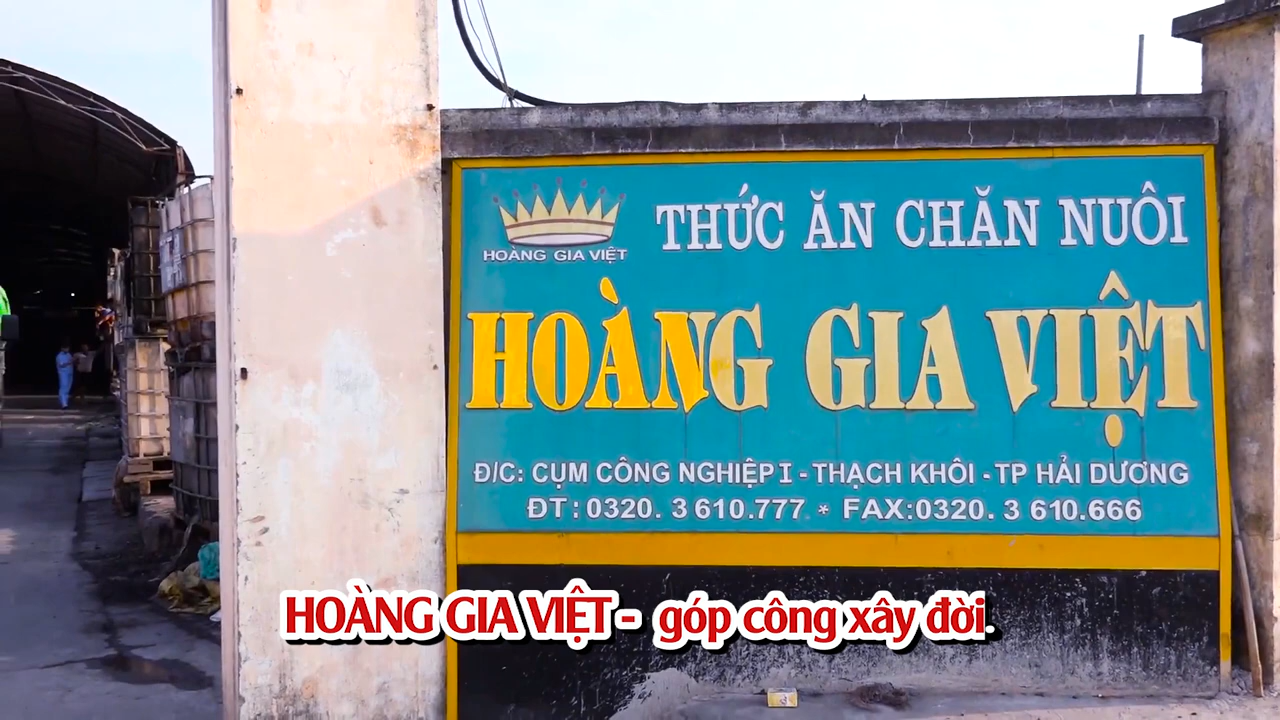 HOÀNG GIA VIỆT
THỨC ĂN CHĂN NUÔI
HOÀNG GIA VIỆT
Đ/C: CỤM CÔNG NGHIỆP I - THẠCH KHÔI - TP HẢI DƯƠNG
ĐT : 0320. 3 610.777 * FAX:0320. 3 610.666
HOÀNG GIA VIỆT - góp công xây đời.